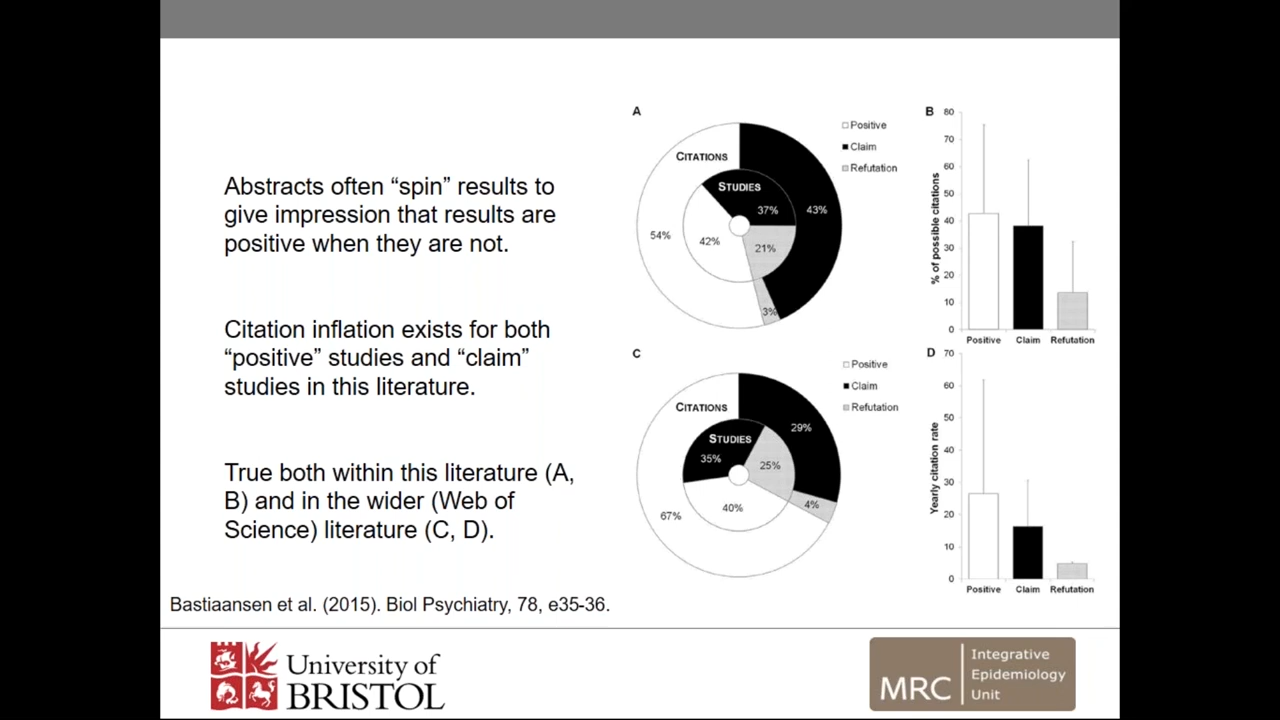 Abstracts often “spin” results to
give impression that results are
positive when they are not.
Citation inflation exists for both
“positive” studies and “claim”
studies in this literature.
True both within this literature (A,
B) and in the wider (Web of
Science) literature (C, D).
Bastiaansen et al. (2015). Biol Psychiatry, 78, e35-36.
A
Positive
Claim
Refutation
CITATIONS
STUDIES
37%
43%
54%
42%
21%
3%
B
% of possible citations
80
70
60
50
40
30
20
10
0
Positive Claim Refutation
C
Positive
Claim
Refutation
CITATIONS
STUDIES
29%
35%
25%
40%
4%
67%
D
Yearly citation rate
70
60
50
40
30
20
10
0
Positive Claim Refutation
University of
BRISTOL
MRC
Integrative
Epidemiology
Unit